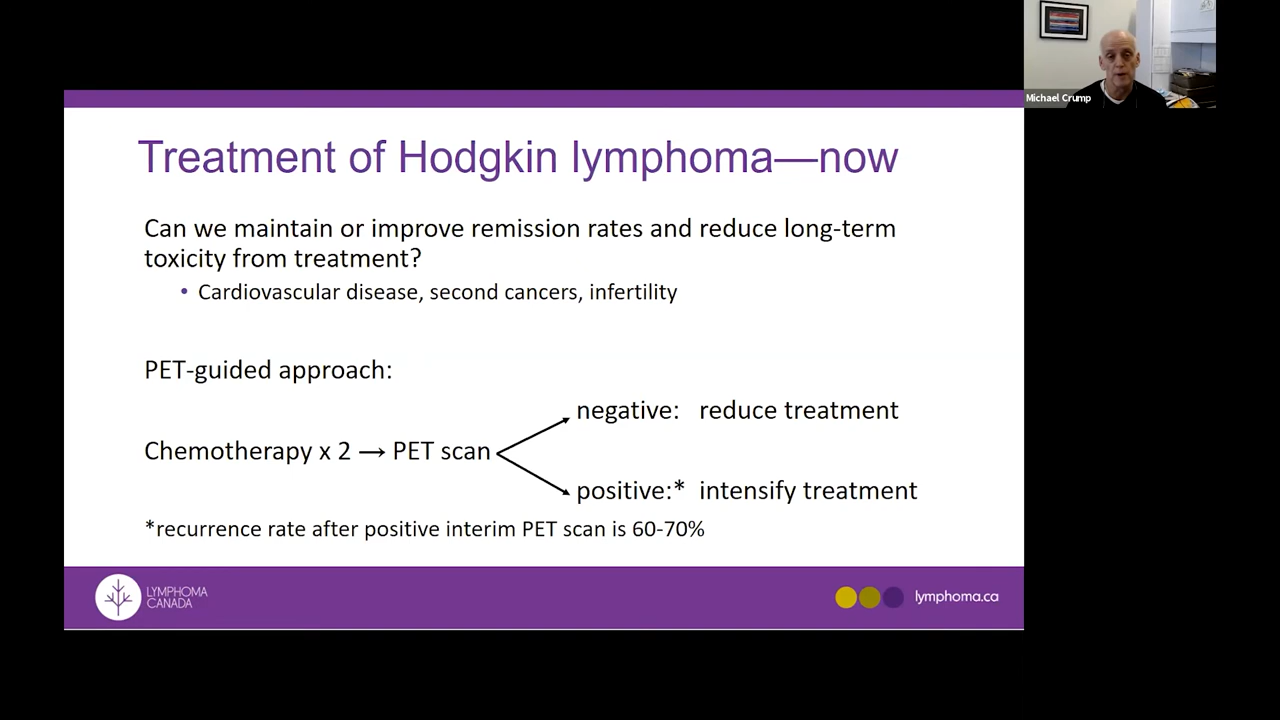 Michael Crump
Treatment of Hodgkin lymphoma—now
Can we maintain or improve remission rates and reduce long-term
toxicity from treatment?
• Cardiovascular disease, second cancers, infertility
PET-guided approach:
negative: reduce treatment
Chemotherapy x 2 → PET scan
positive:* intensify treatment
*recurrence rate after positive interim PET scan is 60-70%
LYMPHOMA
CANADA
lymphoma.ca